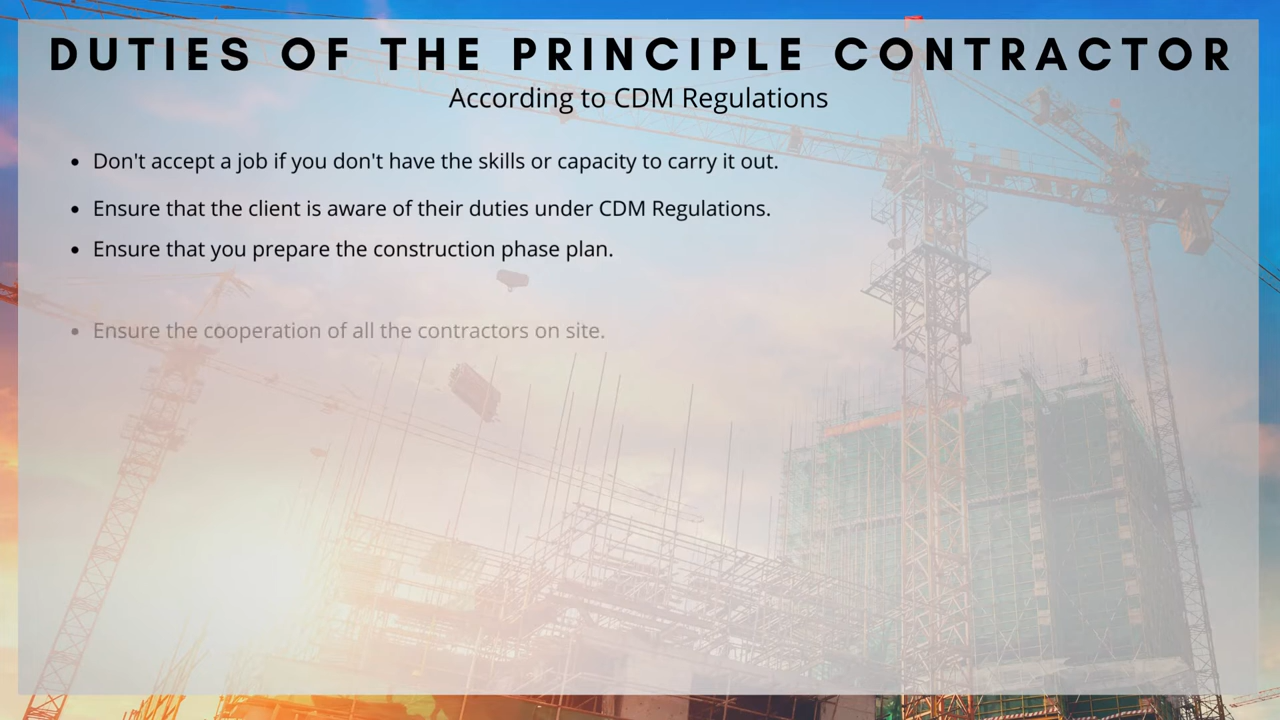 DUTIES OF THE PRINCIPLE CONTRACTOR
According to CDM Regulations
• Don't accept a job if you don't have the skills or capacity to carry it out.
• Ensure that the client is aware of their duties under CDM Regulations.
• Ensure that you prepare the construction phase plan.
• Ensure the cooperation of all the contractors on site.